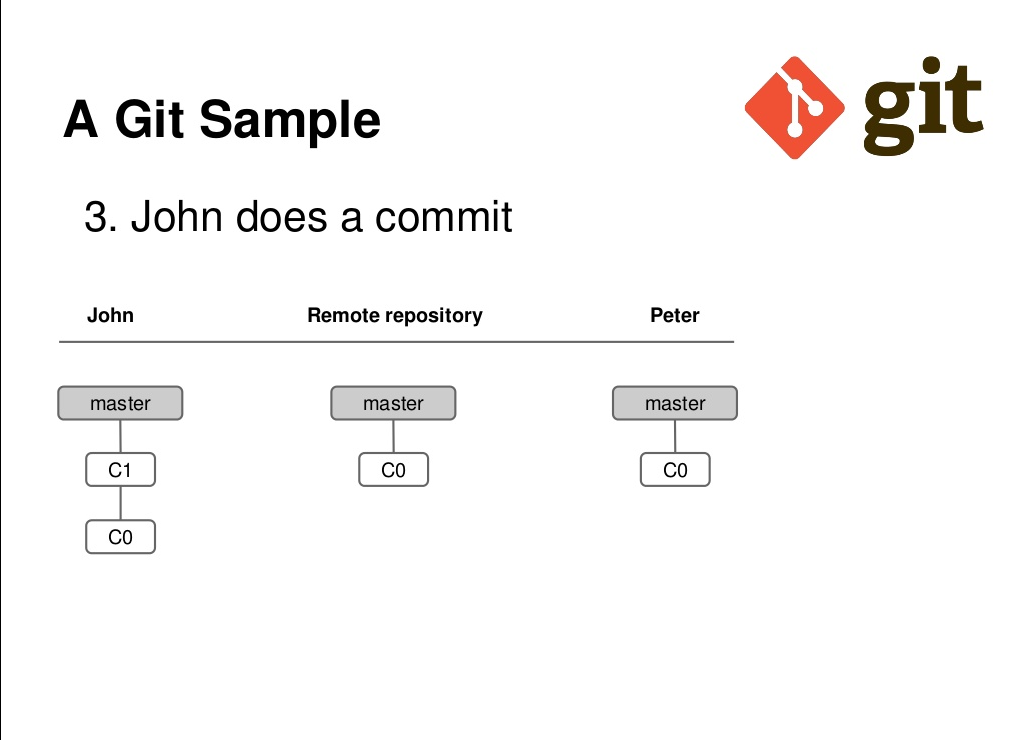 git
A Git Sample
3. John does a commit
John Remote repository Peter
master master master
C1 C0 C0
C0